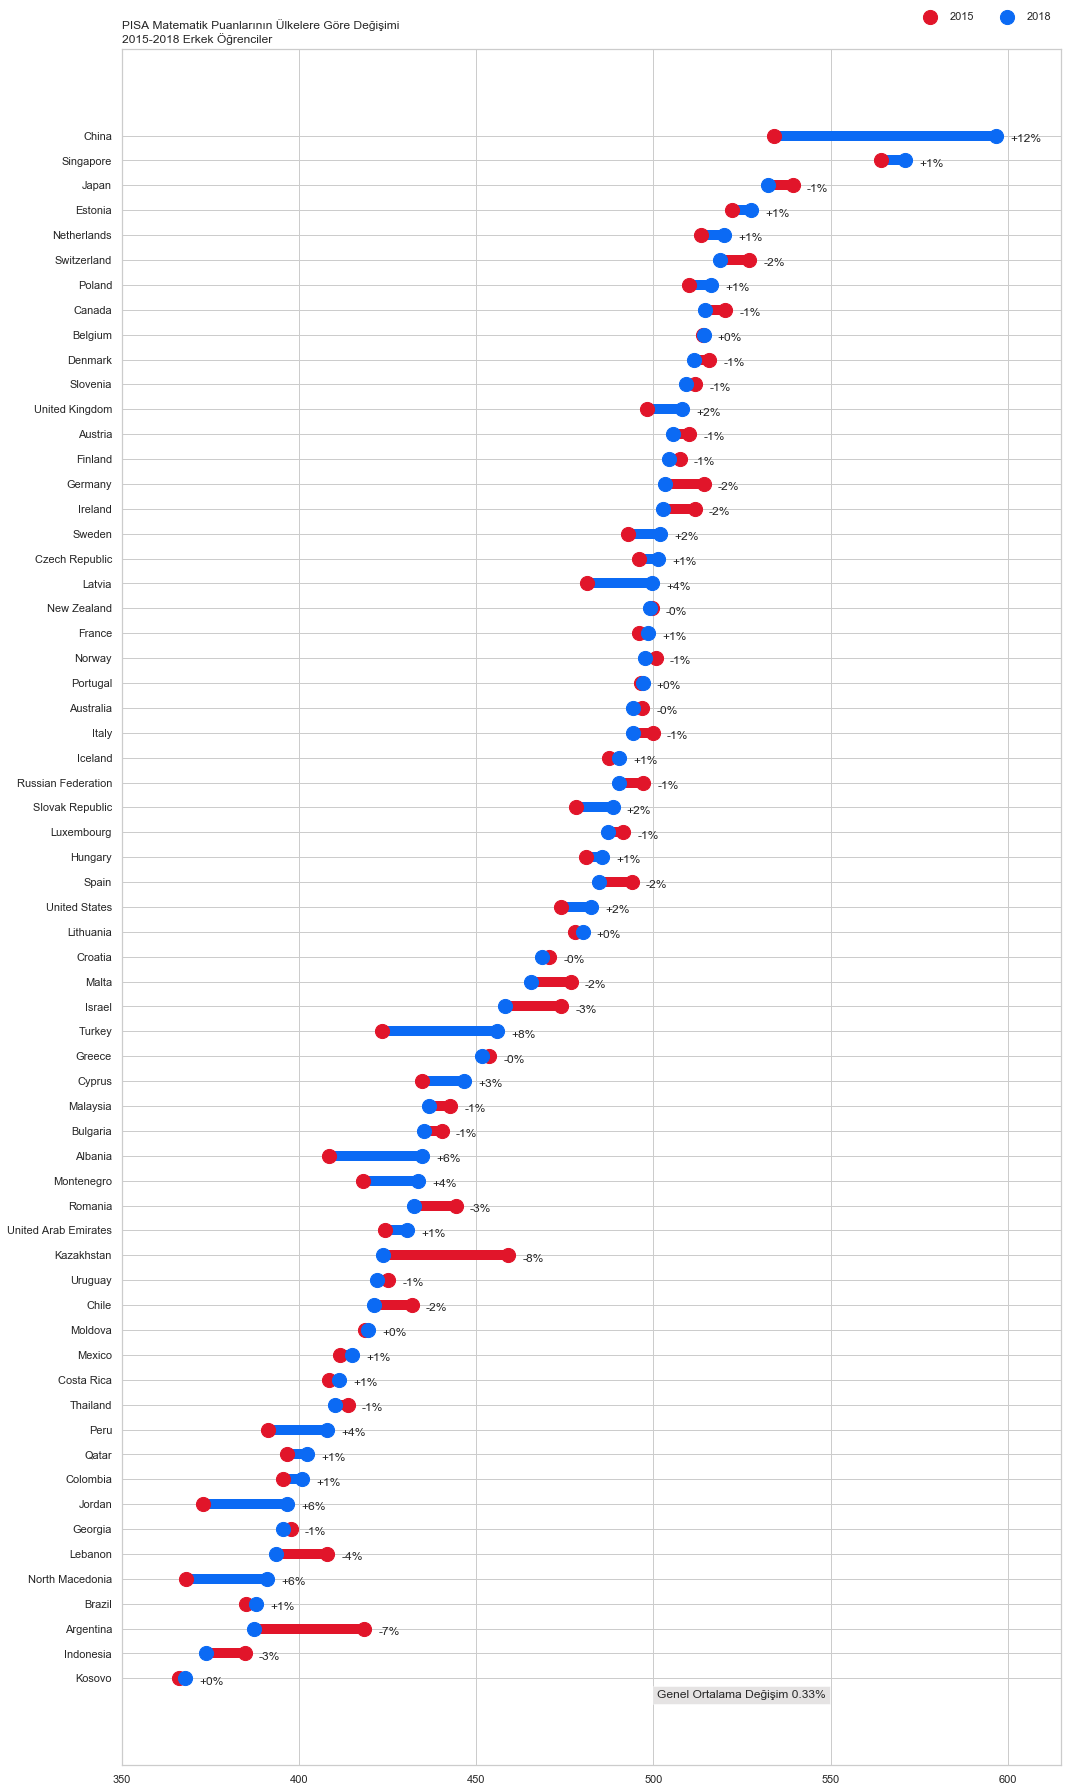 PISA Matematik Puanlarının Ülkelere Göre Değişimi
2015-2018 Erkek Öğrenciler
2015 2018
China +12%
Singapore +1%
Japan -1%
Estonia +1%
Netherlands +1%
Switzerland -2%
Poland +1%
Canada -1%
Belgium +0%
Denmark -1%
Slovenia -1%
United Kingdom +2%
Austria -1%
Finland -1%
Germany -2%
Ireland -2%
Sweden +2%
Czech Republic +1%
Latvia +4%
New Zealand -0%
France +1%
Norway -1%
Portugal +0%
Australia -0%
Italy -1%
Iceland +1%
Russian Federation -1%
Slovak Republic +2%
Luxembourg -1%
Hungary +1%
Spain -2%
United States +2%
Lithuania +0%
Croatia -0%
Malta -2%
Israel -3%
Turkey +8%
Greece -0%
Cyprus +3%
Malaysia -1%
Bulgaria -1%
Albania +6%
Montenegro +4%
Romania -3%
United Arab Emirates +1%
Kazakhstan -8%
Uruguay -1%
Chile -2%
Moldova +0%
Mexico +1%
Costa Rica +1%
Thailand -1%
Peru +4%
Qatar +1%
Colombia +1%
Jordan +6%
Georgia -1%
Lebanon -4%
North Macedonia +6%
Brazil +1%
Argentina -7%
Indonesia -3%
Kosovo +0%
Genel Ortalama Değişim 0.33%
350 400 450 500 550 600